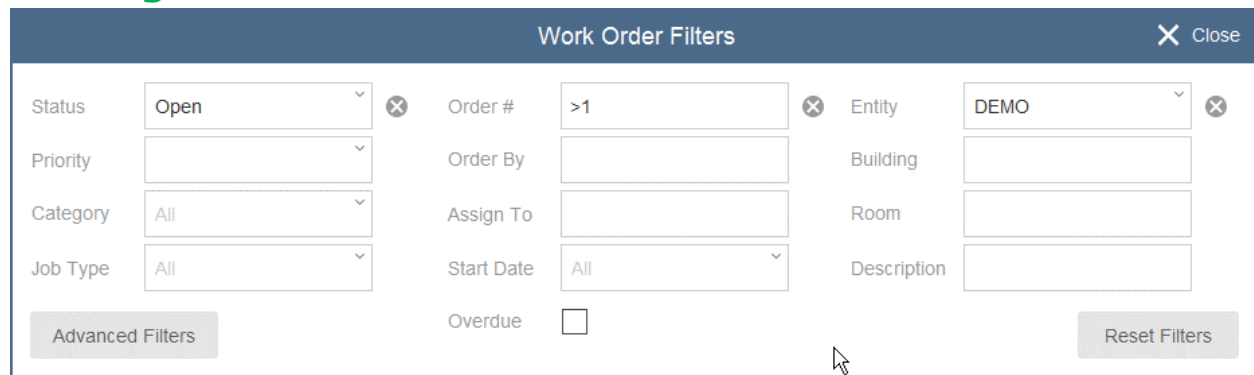 Work Order Filters Close
Status Open Order # >1 Entity DEMO
Priority Order By Building
Category All Assign To Room
Job Type All Start Date All Description
Advanced Filters Overdue Reset Filters